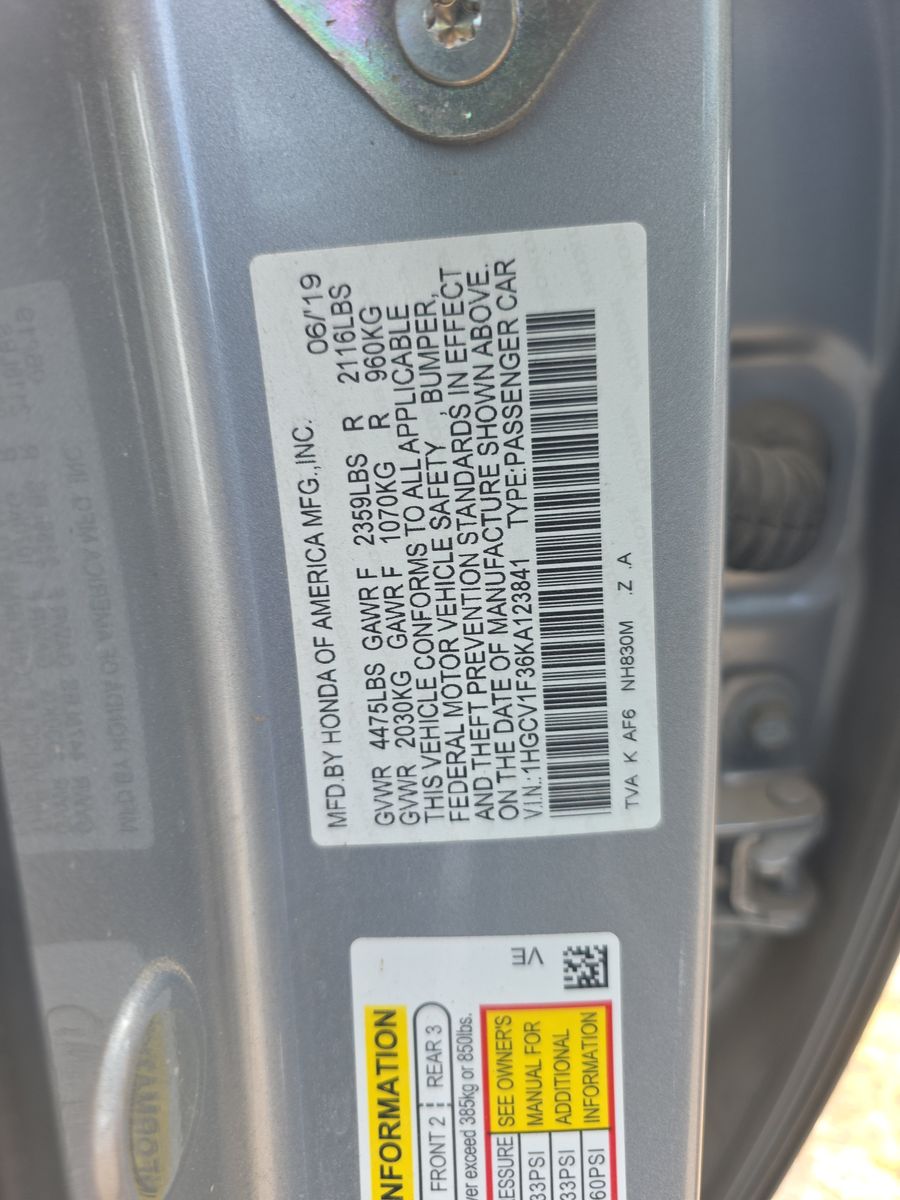 MFD.BY HONDA OF AMERICA MFG.,INC. 06/'19
GVWR 4475LBS GAWR F 2359LBS R 2116LBS
GVWR 2030KG GAWR F 1070KG R 960KG
THIS VEHICLE CONFORMS TO ALL APPLICABLE
FEDERAL MOTOR VEHICLE SAFETY , BUMPER,
AND THEFT PREVENTION STANDARDS IN EFFECT
ON THE DATE OF MANUFACTURE SHOWN ABOVE.
V.I.N.:1HGCV1F36KA123841 TYPE:PASSENGER CAR
TVA K AF6 NH830M .Z .A
VE
FRONT 2 REAR 3
exceed 385kg or 850lbs.
SEE OWNER'S
MANUAL FOR
33PSI ADDITIONAL
33PSI INFORMATION
60PSI